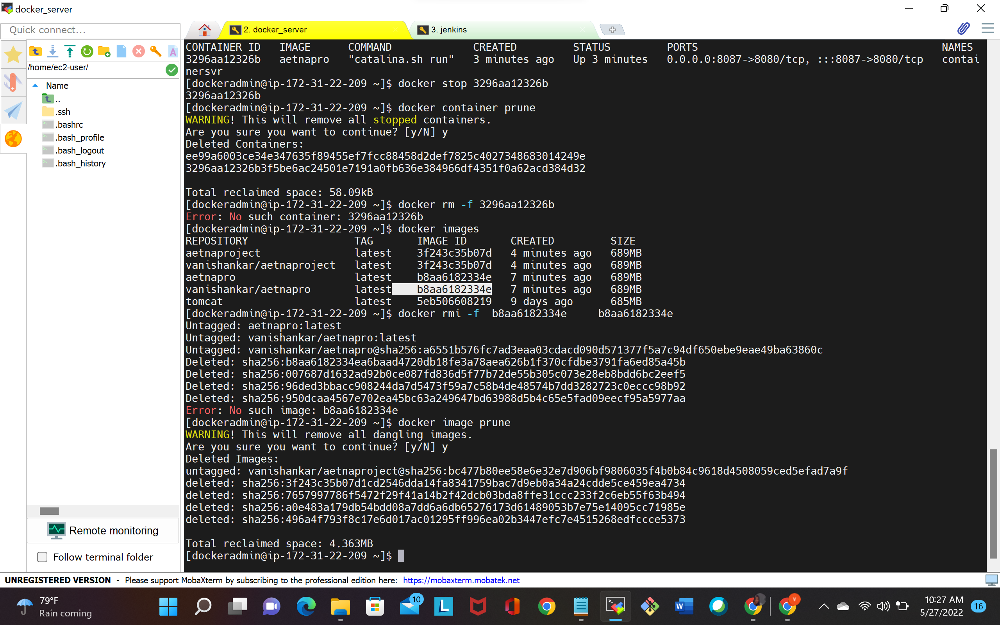 docker_server
Quick connect...
2. docker_server
3. jenkins
/home/ec2-user/
Name
..
.ssh
.bashrc
.bash_profile
.bash_logout
.bash_history
Remote monitoring
Follow terminal folder
CONTAINER ID   IMAGE      COMMAND             CREATED         STATUS         PORTS                                       NAMES
3296aa12326b   aetnapro   "catalina.sh run"   3 minutes ago   Up 3 minutes   0.0.0.0:8087->8080/tcp, :::8087->8080/tcp   contai
nersvr
[dockeradmin@ip-172-31-22-209 ~]$ docker stop 3296aa12326b
3296aa12326b
[dockeradmin@ip-172-31-22-209 ~]$ docker container prune
WARNING! This will remove all stopped containers.
Are you sure you want to continue? [y/N] y
Deleted Containers:
ee99a6003ce34e347635f89455ef7fcc88458d2def7825c4027348683014249e
3296aa12326b3f5be6ac24501e7191a0fb636e384966df4351f0a62acd384d32
Total reclaimed space: 58.09kB
[dockeradmin@ip-172-31-22-209 ~]$ docker rm -f 3296aa12326b
Error: No such container: 3296aa12326b
[dockeradmin@ip-172-31-22-209 ~]$ docker images
REPOSITORY                 TAG       IMAGE ID       CREATED         SIZE
aetnaproject               latest    3f243c35b07d   4 minutes ago   689MB
vanishankar/aetnaproject   latest    3f243c35b07d   4 minutes ago   689MB
aetnapro                   latest    b8aa6182334e   7 minutes ago   689MB
vanishankar/aetnapro       latest    b8aa6182334e   7 minutes ago   689MB
tomcat                     latest    5eb506608219   9 days ago      685MB
[dockeradmin@ip-172-31-22-209 ~]$ docker rmi -f  b8aa6182334e     b8aa6182334e
Untagged: aetnapro:latest
Untagged: vanishankar/aetnapro:latest
Untagged: vanishankar/aetnapro@sha256:a6551b576fc7ad3eaa03cdacd090d571377f5a7c94df650ebe9eae49ba63860c
Deleted: sha256:b8aa6182334ea6baad4720db18fe3a78aea626b1f370cfdbe3791fa6ed85a45b
Deleted: sha256:007687d1632ad92b0ce087fd836d5f77b72de55b305c073e28eb8bdd6bc2eef5
Deleted: sha256:96ded3bbacc908244da7d5473f59a7c58b4de48574b7dd3282723c0eccc98b92
Deleted: sha256:950dcaa4567e702ea45bc63a249647bd63988d5b4c65e5fad09eecf95a5977aa
Error: No such image: b8aa6182334e
[dockeradmin@ip-172-31-22-209 ~]$ docker image prune
WARNING! This will remove all dangling images.
Are you sure you want to continue? [y/N] y
Deleted Images:
untagged: vanishankar/aetnaproject@sha256:bc477b80ee58e6e32e7d906bf9806035f4b0b84c9618d4508059ced5efad7a9f
deleted: sha256:3f243c35b07d1cd2546dda14fa8341759bac7d9eb0a34a24cdde5ce459ea4734
deleted: sha256:7657997786f5472f29f41a14b2f42dcb03bda8ffe31ccc233f2c6eb55f63b494
deleted: sha256:a0e483a179db54bdd08a7dd6a6db65276173d61489053b7e75e14095cc71985e
deleted: sha256:496a4f793f8c17e6d017ac01295ff996ea02b3447efc7e4515268edfccce5373
Total reclaimed space: 4.363MB
[dockeradmin@ip-172-31-22-209 ~]$
UNREGISTERED VERSION - Please support MobaXterm by subscribing to the professional edition here: https://mobaxterm.mobatek.net
79°F
Rain coming
10
L
W
V
10:27 AM
5/27/2022
16